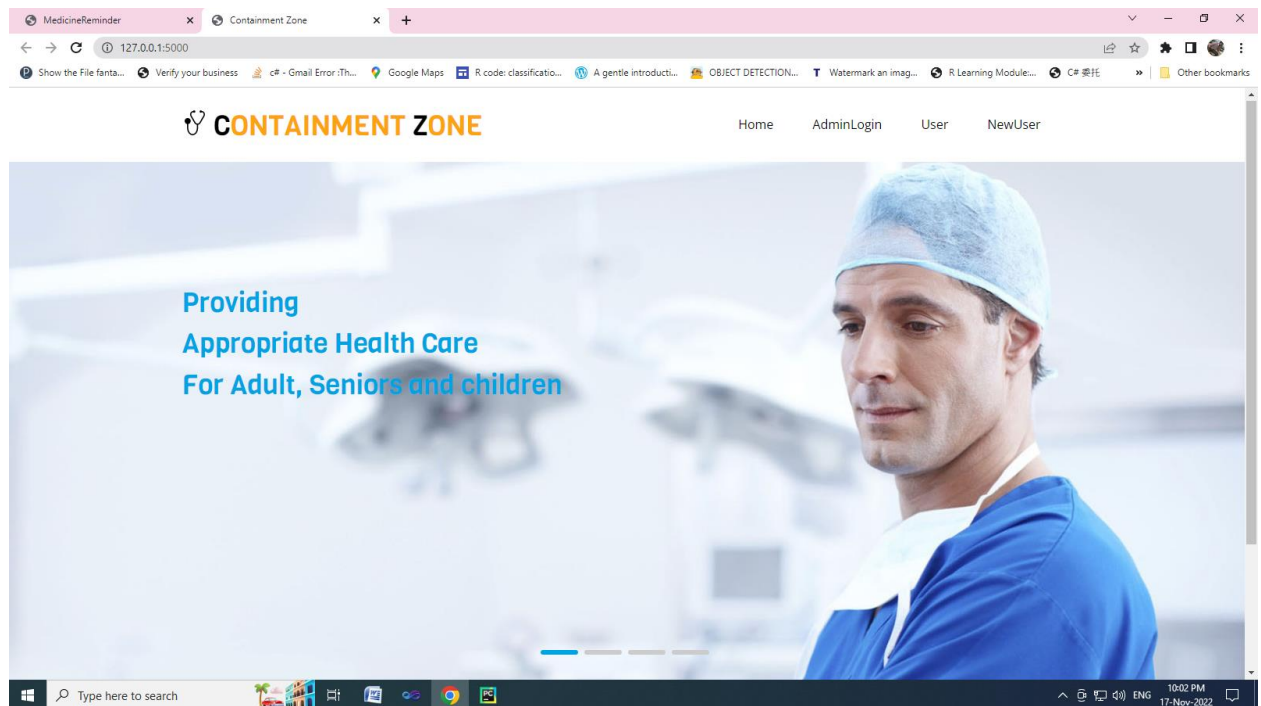 MedicineReminder
Containment Zone
127.0.0.1:5000
Show the File fanta... Verify your business c# - Gmail Error :Th... Google Maps R code: classificatio... A gentle introducti... OBJECT DETECTION... Watermark an imag... R Learning Module:... C# 委托 » Other bookmarks
CONTAINMENT ZONE
Home AdminLogin User NewUser
Providing
Appropriate Health Care
For Adult, Seniors and children
Type here to search
ENG
10:02 PM
17-Nov-2022